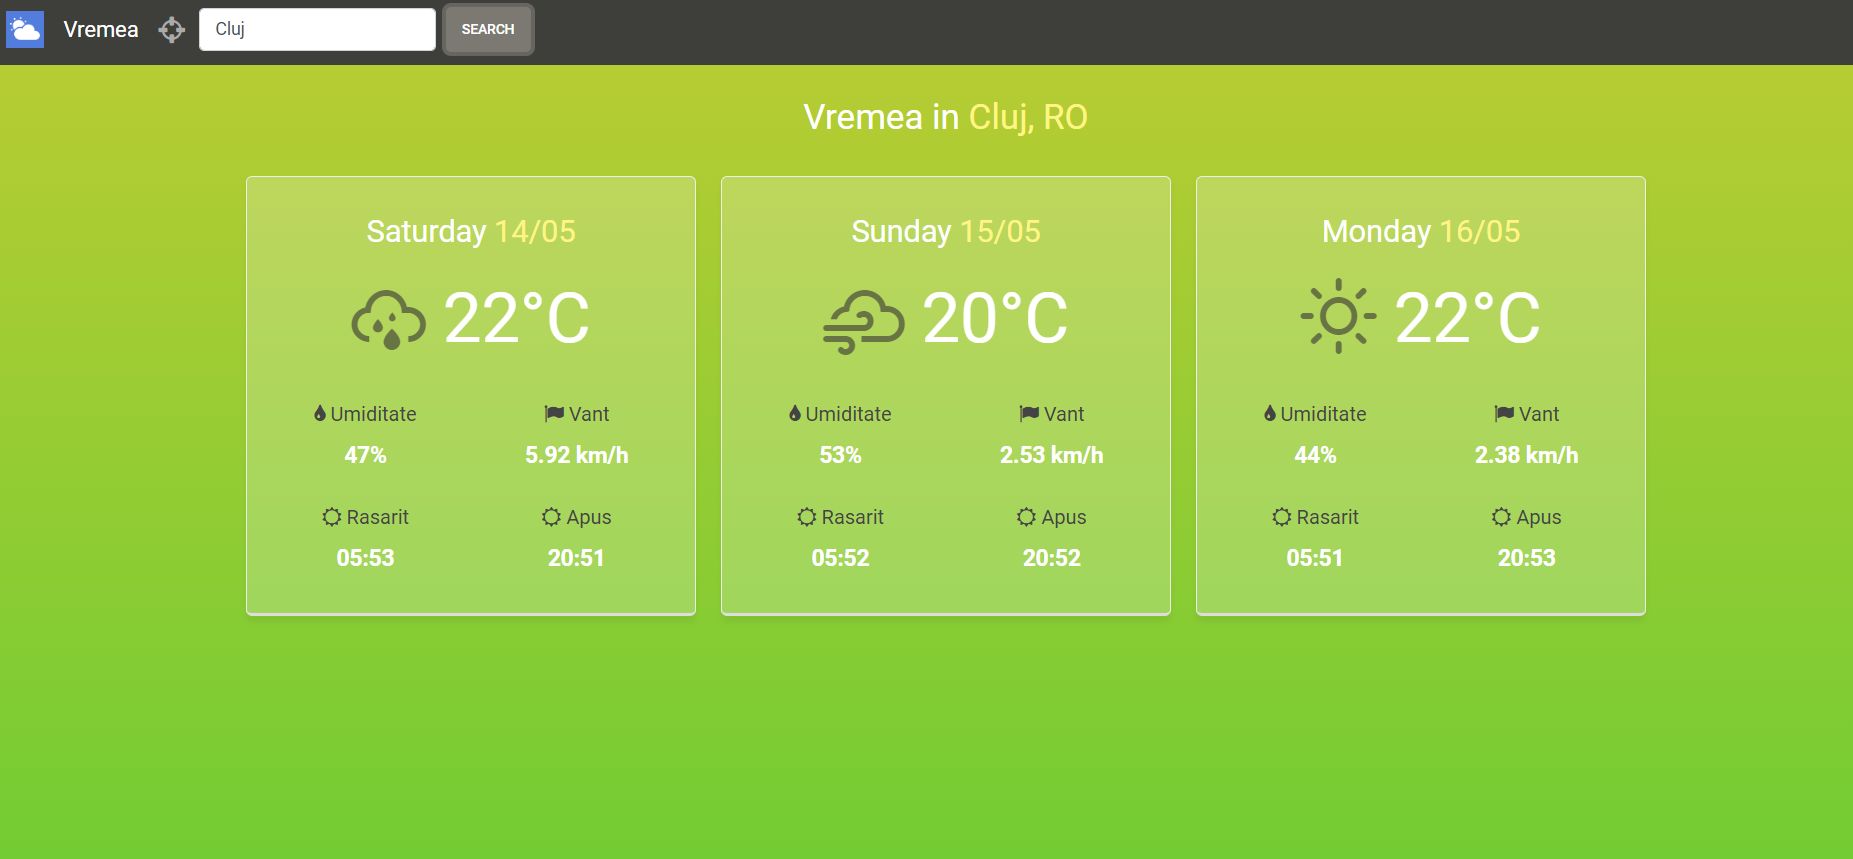 Vremea Cluj SEARCH
Vremea in Cluj, RO
Saturday 14/05
22°C
Umiditate Vant
47% 5.92 km/h
Rasarit Apus
05:53 20:51
Sunday 15/05
20°C
Umiditate Vant
53% 2.53 km/h
Rasarit Apus
05:52 20:52
Monday 16/05
22°C
Umiditate Vant
44% 2.38 km/h
Rasarit Apus
05:51 20:53